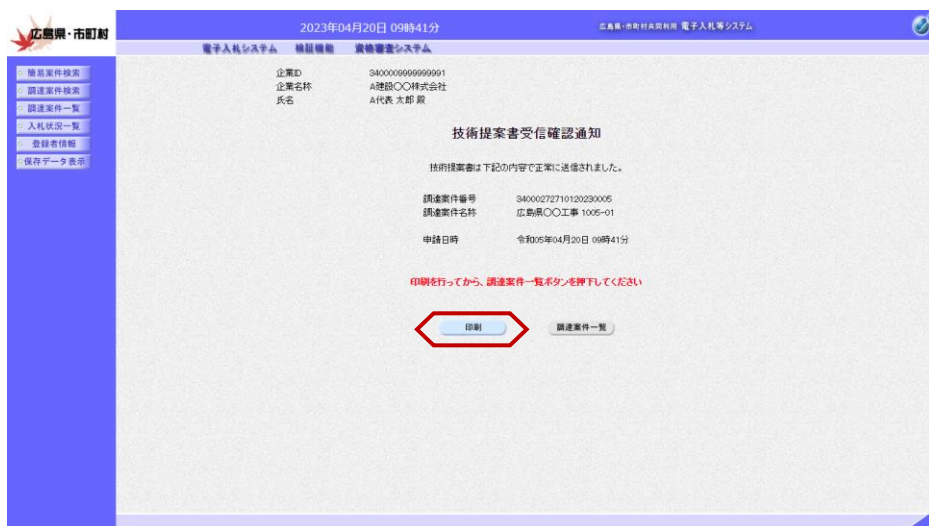 広島県・市町村
2023年04月20日 09時41分
広島県・市町村共同利用 電子入札等システム
電子入札システム 検証機能 資格審査システム
簡易案件検索
調達案件検索
調達案件一覧
入札状況一覧
登録者情報
保存データ表示
企業ID 3400009999999991
企業名称 A建設〇〇株式会社
氏名 A代表 太郎 殿
技術提案書受信確認通知
技術提案書は下記の内容で正常に送信されました。
調達案件番号 34000272710120230005
調達案件名称 広島県〇〇工事 1005-01
申請日時 令和05年04月20日 09時41分
印刷を行ってから、調達案件一覧ボタンを押下してください
印刷
調達案件一覧